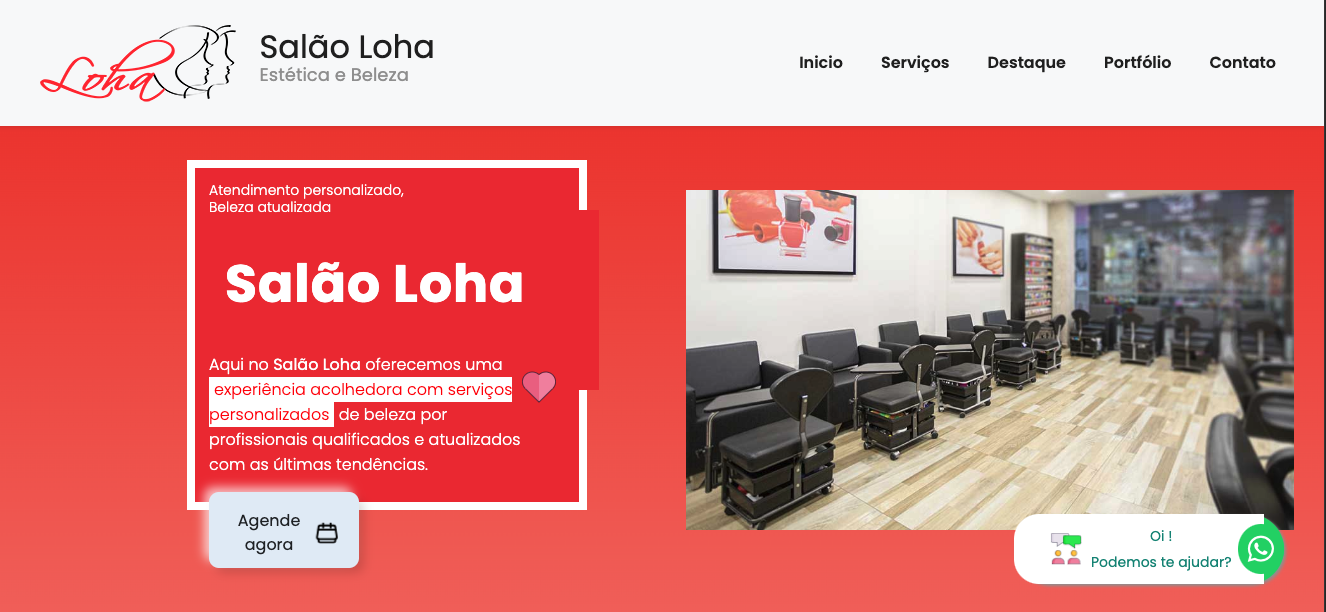 Loha
Salão Loha
Estética e Beleza
Inicio Serviços Destaque Portfólio Contato
Atendimento personalizado,
Beleza atualizada
Salão Loha
Aqui no Salão Loha oferecemos uma
experiência acolhedora com serviços
personalizados de beleza por
profissionais qualificados e atualizados
com as últimas tendências.
Agende
agora
Oi !
Podemos te ajudar?